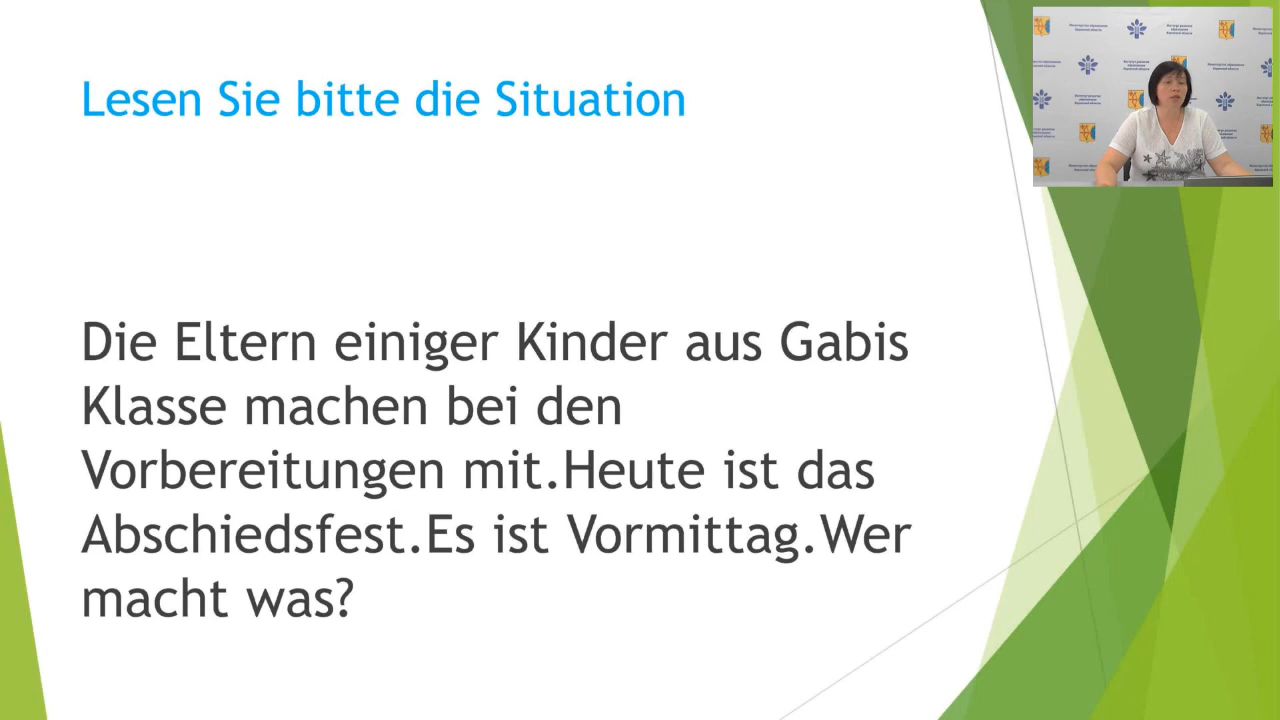 Lesen Sie bitte die Situation
Die Eltern einiger Kinder aus Gabis
Klasse machen bei den
Vorbereitungen mit.Heute ist das
Abschiedsfest.Es ist Vormittag.Wer
macht was?